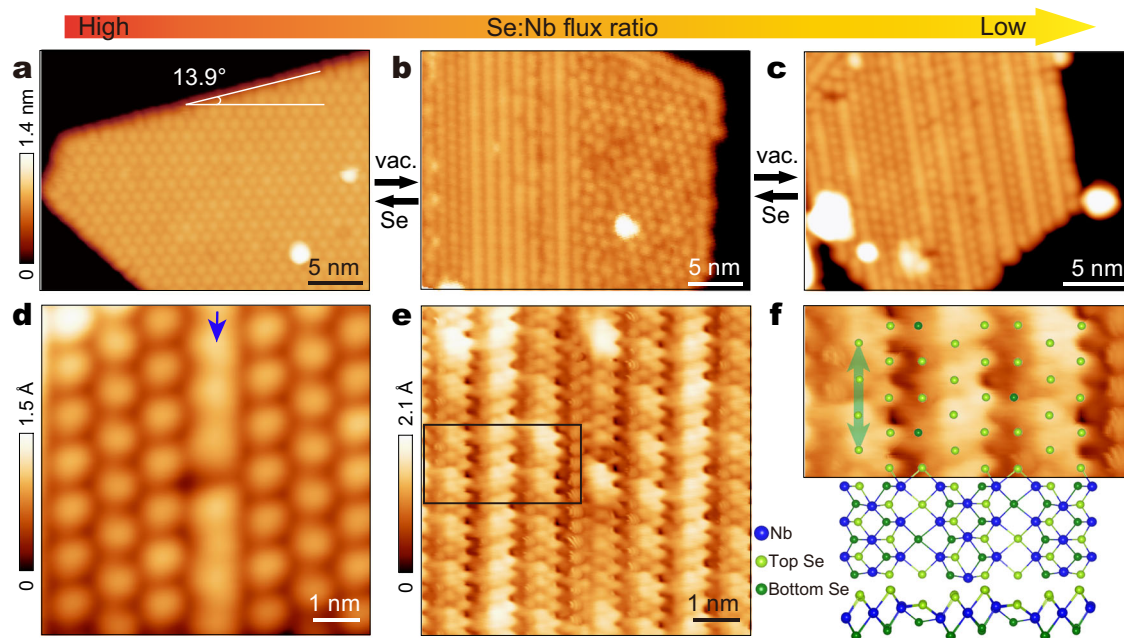 High Se:Nb flux ratio Low
a
13.9°
1.4 nm
0
5 nm
vac.
Se
b
5 nm
vac.
Se
c
5 nm
d
1.5 Å
0
1 nm
e
2.1 Å
0
1 nm
f
Nb
Top Se
Bottom Se